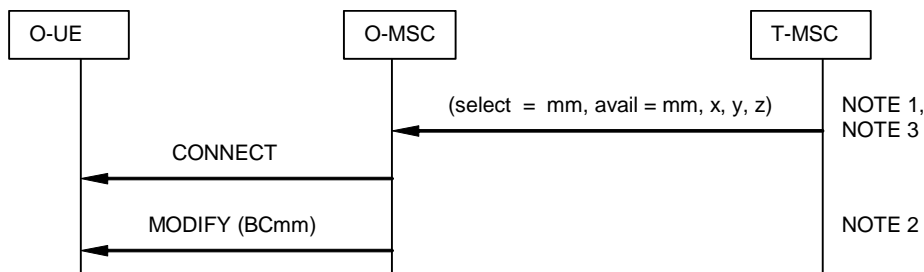 O-UE
O-MSC
T-MSC
(select = mm, avail = mm, x, y, z)
NOTE 1,
NOTE 3
CONNECT
MODIFY (BCmm)
NOTE 2